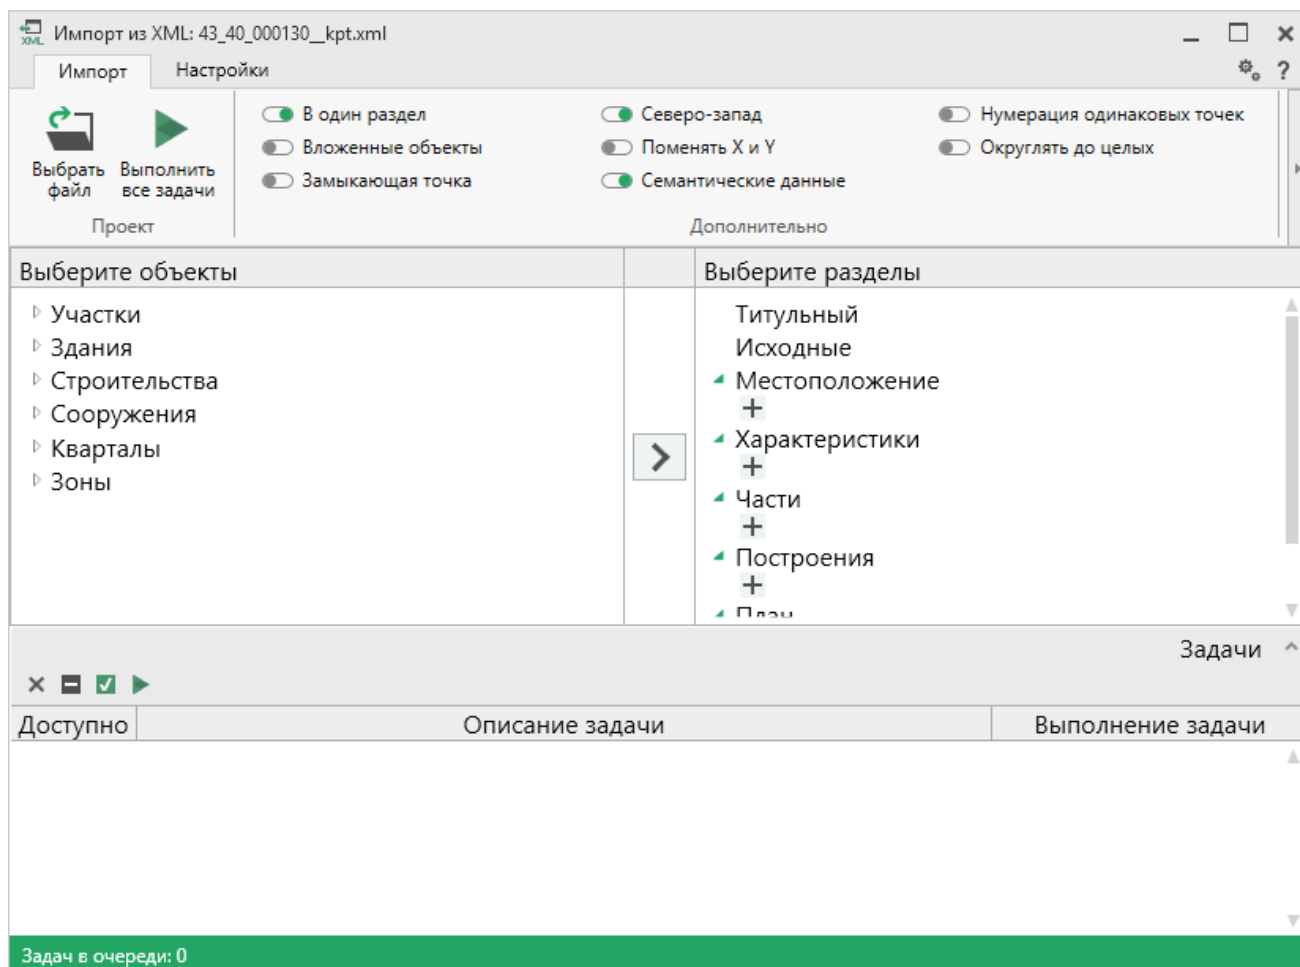 XML Импорт из XML: 43_40_000130__kpt.xml
Импорт Настройки ?
В один раздел Северо-запад Нумерация одинаковых точек
Вложенные объекты Поменять X и Y Округлять до целых
Замыкающая точка Семантические данные
Выбрать файл
Выполнить все задачи
Проект Дополнительно
Выберите объекты
Участки
Здания
Строительства
Сооружения
Кварталы
Зоны
Выберите разделы
Титульный
Исходные
Местоположение
Характеристики
Части
Построения
План
Задачи
Доступно Описание задачи Выполнение задачи
Задач в очереди: 0